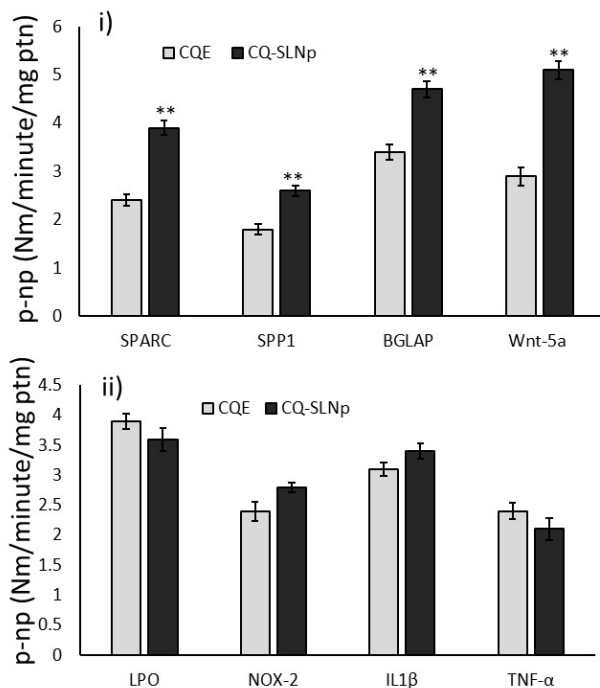 i)
CQE CQ-SLNp
p-np (Nm/minute/mg ptn)
6
5
4
3
2
1
0
** ** ** **
SPARC SPP1 BGLAP Wnt-5a
ii)
CQE CQ-SLNp
p-np (Nm/minute/mg ptn)
4.5
4
3.5
3
2.5
2
1.5
1
0.5
0
LPO NOX-2 IL1β TNF-α